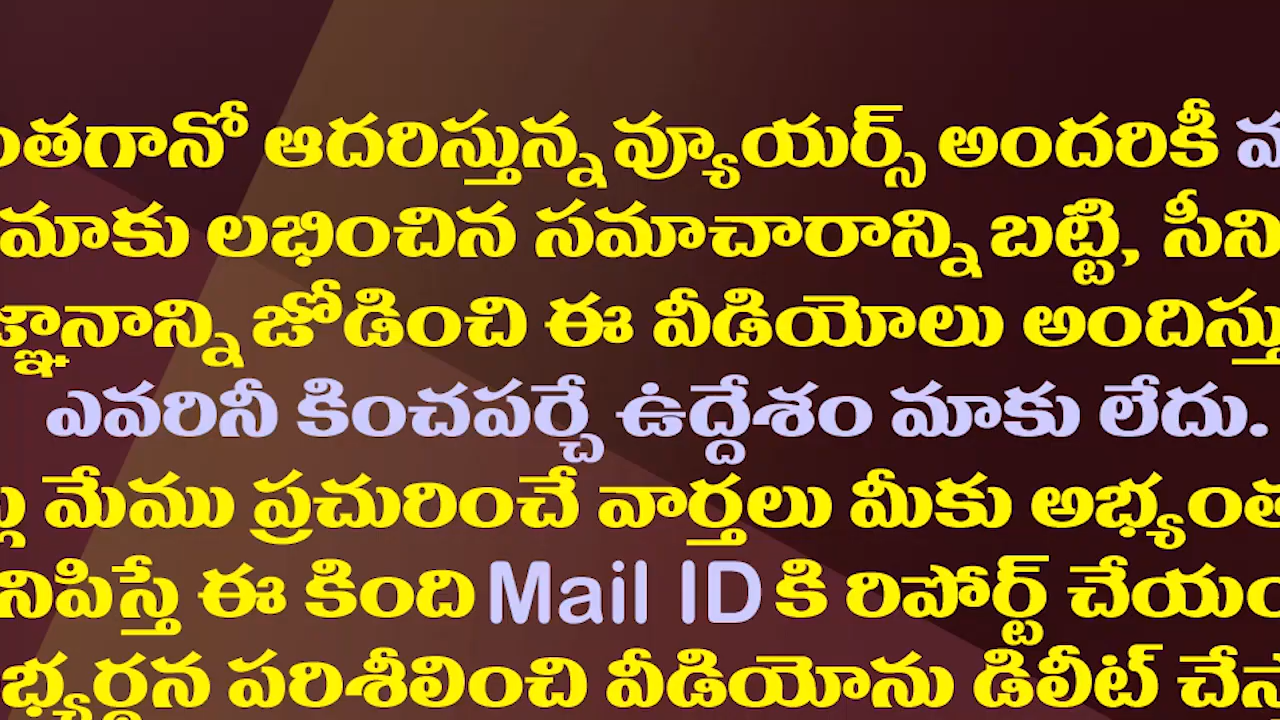 ంతగానో ఆదరిస్తున్న వ్యూయర్స్ అందరికీ
మాకు లభించిన సమాచారాన్ని బట్టి, సీని
జ్ఞానాన్ని జోడించి ఈ వీడియోలు అందిస్తు
ఎవరినీ కించపర్చే ఉద్దేశం మాకు లేదు.
ల్ల మేము ప్రచురించే వార్తలు మీకు అభ్యంత
నిపిస్తే ఈ కింది Mail ID కి రిపోర్ట్ చేయం
భ్యర్థన పరిశీలించి వీడియోను డిలీట్ చేస